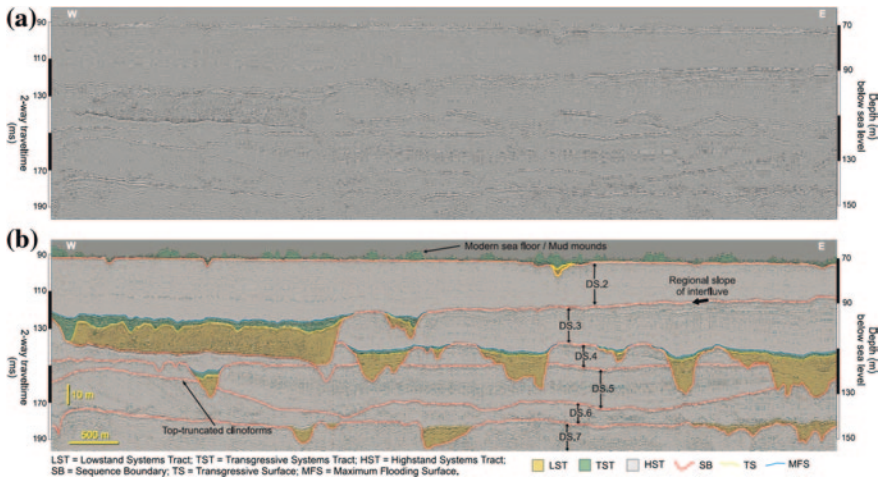 (a)
W
E
90
110
130
150
170
190
2-way traveltime
(ms)
70
90
110
130
150
Depth (m)
below sea level
(b)
W
E
Modern sea floor / Mud mounds
90
110
130
150
170
190
2-way traveltime
(ms)
70
90
110
130
150
Depth (m)
below sea level
DS.2
Regional slope
of interfluve
DS.3
DS.4
DS.5
DS.6
DS.7
10 m
500 m
Top-truncated clinoforms
LST = Lowstand Systems Tract; TST = Transgressive Systems Tract; HST = Highstand Systems Tract;
SB = Sequence Boundary; TS = Transgressive Surface; MFS = Maximum Flooding Surface.
LST TST HST SB TS MFS